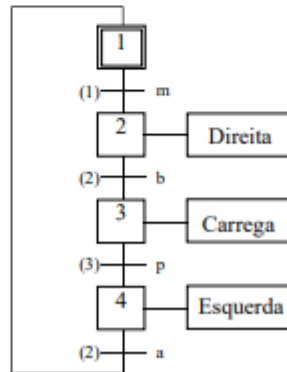 1
(1) m
2 Direita
(2) b
3 Carrega
(3) p
4 Esquerda
(2) a